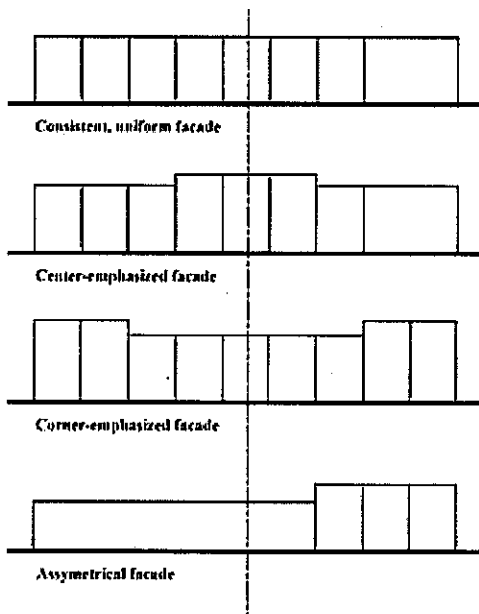 Consistent, uniform facade
Center-emphasized facade
Corner-emphasized facade
Assymetrical facade